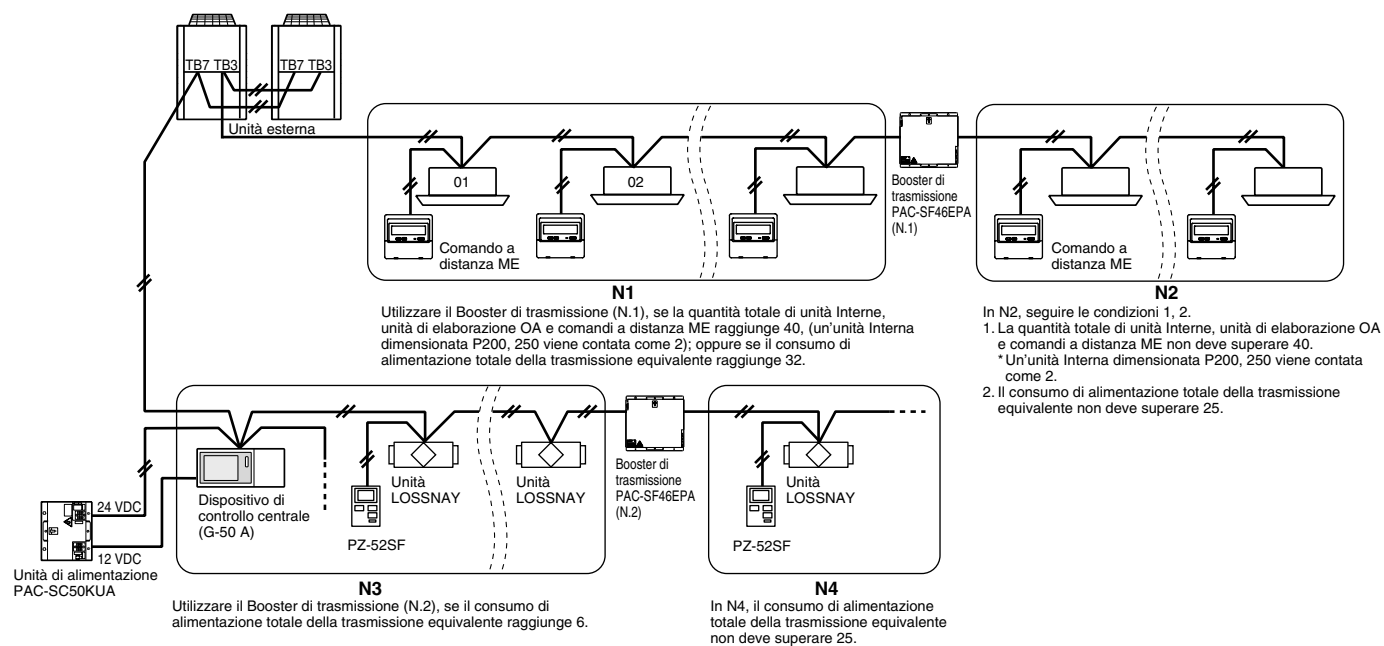 TB7 TB3
TB7 TB3
Unità esterna
01
02
Comando a
distanza ME
Booster di
trasmissione
PAC-SF46EPA
(N.1)
Comando a
distanza ME
N1
Utilizzare il Booster di trasmissione (N.1), se la quantità totale di unità Interne,
unità di elaborazione OA e comandi a distanza ME raggiunge 40, (un'unità Interna
dimensionata P200, 250 viene contata come 2); oppure se il consumo di
alimentazione totale della trasmissione equivalente raggiunge 32.
N2
In N2, seguire le condizioni 1, 2.
1. La quantità totale di unità Interne, unità di elaborazione OA
e comandi a distanza ME non deve superare 40.
* Un'unità Interna dimensionata P200, 250 viene contata
come 2.
2. Il consumo di alimentazione totale della trasmissione
equivalente non deve superare 25.
24 VDC
12 VDC
Unità di alimentazione
PAC-SC50KUA
Dispositivo di
controllo centrale
(G-50 A)
PZ-52SF
Unità
LOSSNAY
Unità
LOSSNAY
Booster di
trasmissione
PAC-SF46EPA
(N.2)
PZ-52SF
Unità
LOSSNAY
N3
Utilizzare il Booster di trasmissione (N.2), se il consumo di
alimentazione totale della trasmissione equivalente raggiunge 6.
N4
In N4, il consumo di alimentazione
totale della trasmissione equivalente
non deve superare 25.